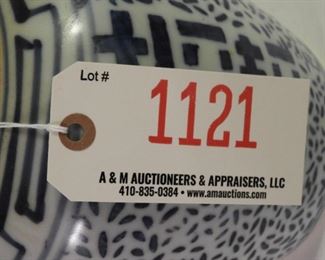 Lot #
1121
A & M AUCTIONEERS & APPRAISERS, LLC
410-835-0384 • www.amauctions.com